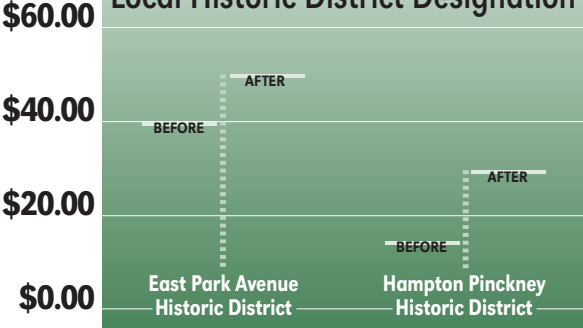 Local Historic District Designation
$60.00
AFTER
$40.00
BEFORE
AFTER
$20.00
BEFORE
East Park Avenue
Historic District
Hampton Pinckney
Historic District
$0.00